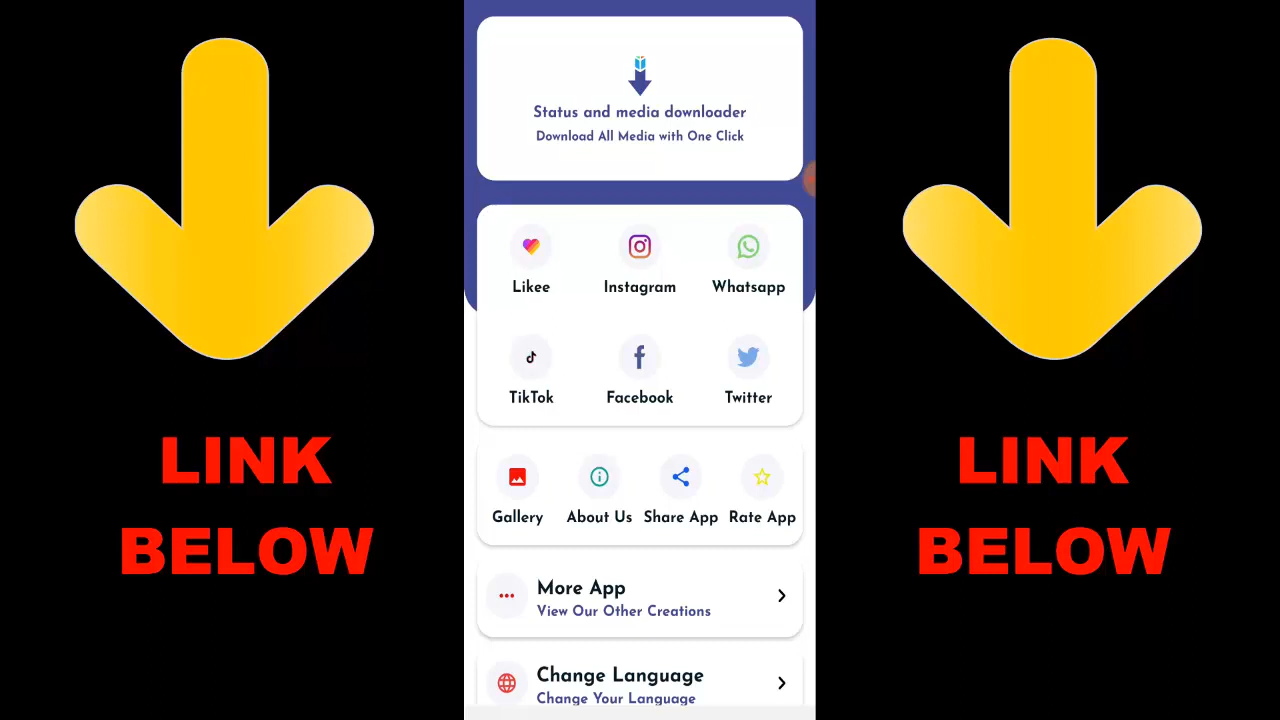 Status and media downloader
Download All Media with One Click
Likee Instagram Whatsapp
TikTok Facebook Twitter
Gallery About Us Share App Rate App
More App
View Our Other Creations
Change Language
Change Your Language
LINK
BELOW
LINK
BELOW